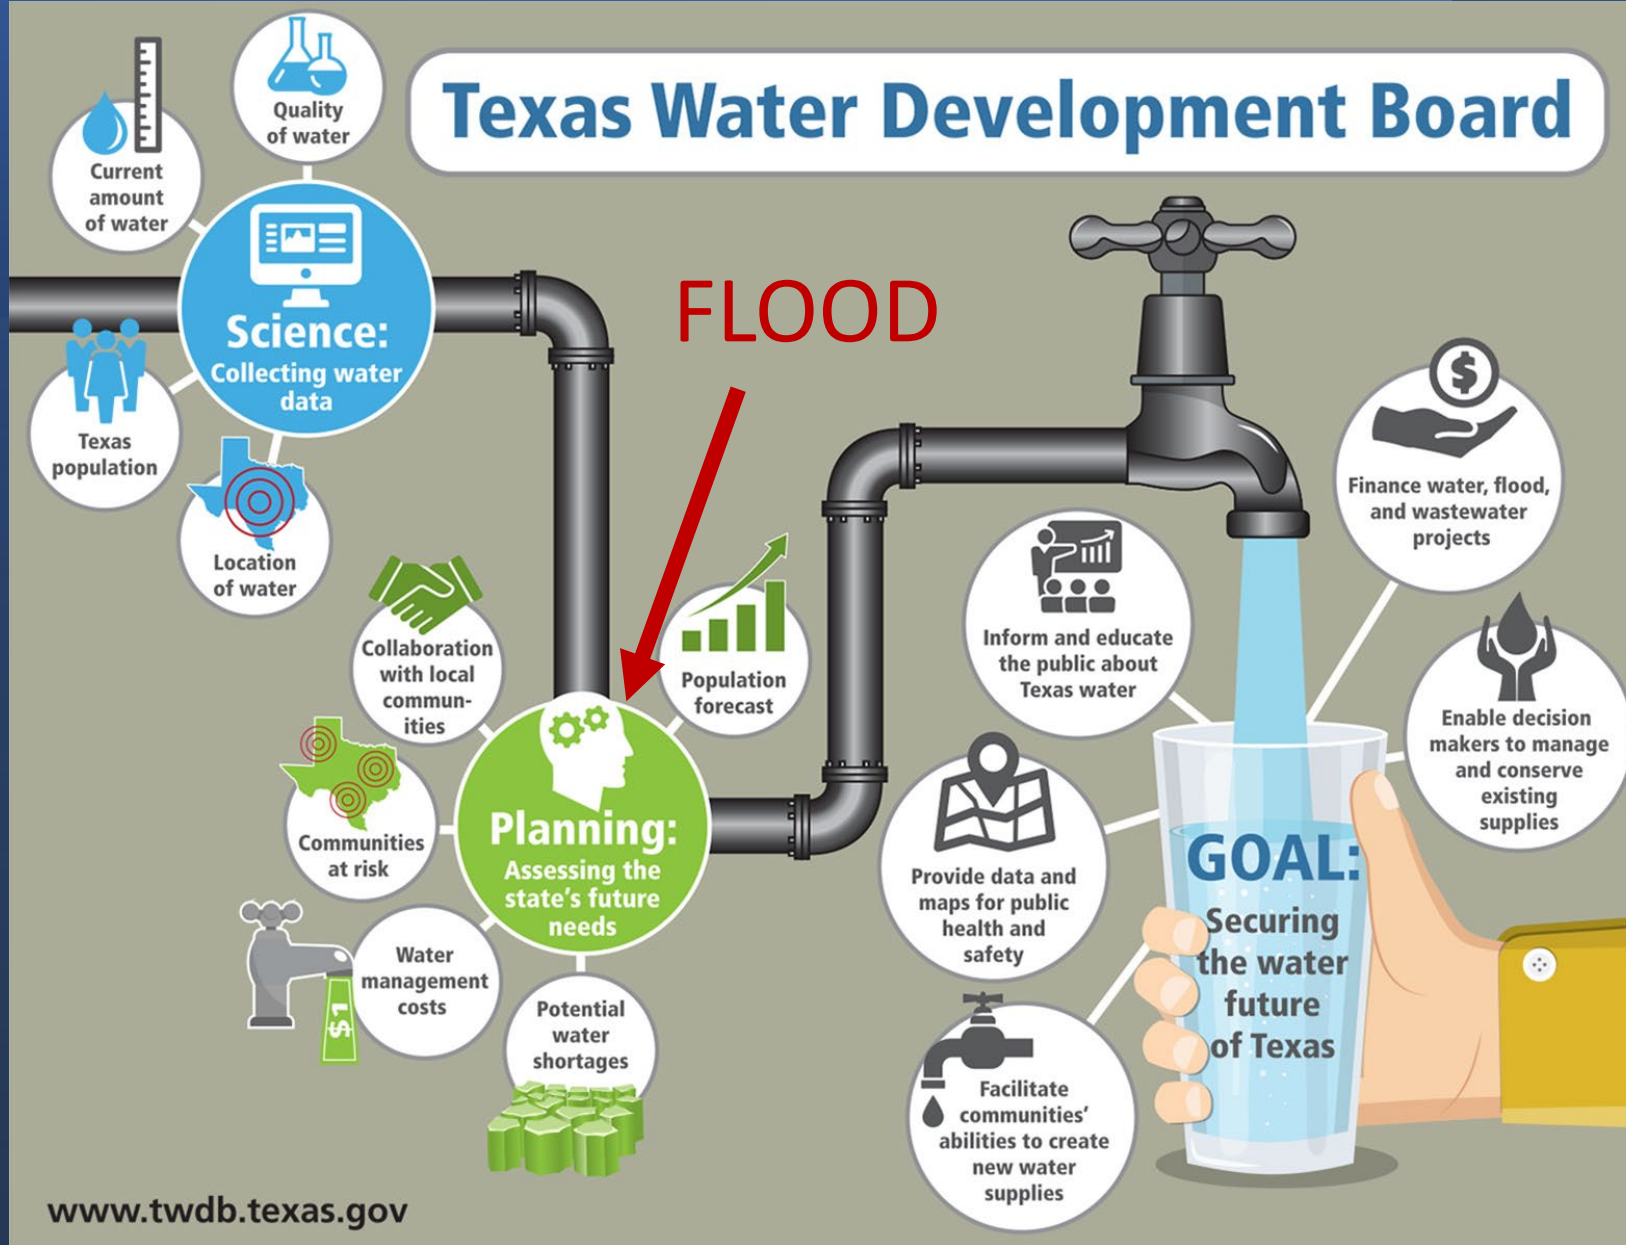 Texas Water Development Board
Quality
of water
Current
amount
of water
Science:
Collecting water
data
Texas
population
Location
of water
FLOOD
Collaboration
with local
commun-
ities
Population
forecast
Communities
at risk
Planning:
Assessing the
state's future
needs
Water
management
costs
$1
Potential
water
shortages
$
Finance water, flood,
and wastewater
projects
Inform and educate
the public about
Texas water
Enable decision
makers to manage
and conserve
existing
supplies
Provide data and
maps for public
health and
safety
GOAL:
Securing
the water
future
of Texas
Facilitate
communities'
abilities to create
new water
supplies
www.twdb.texas.gov